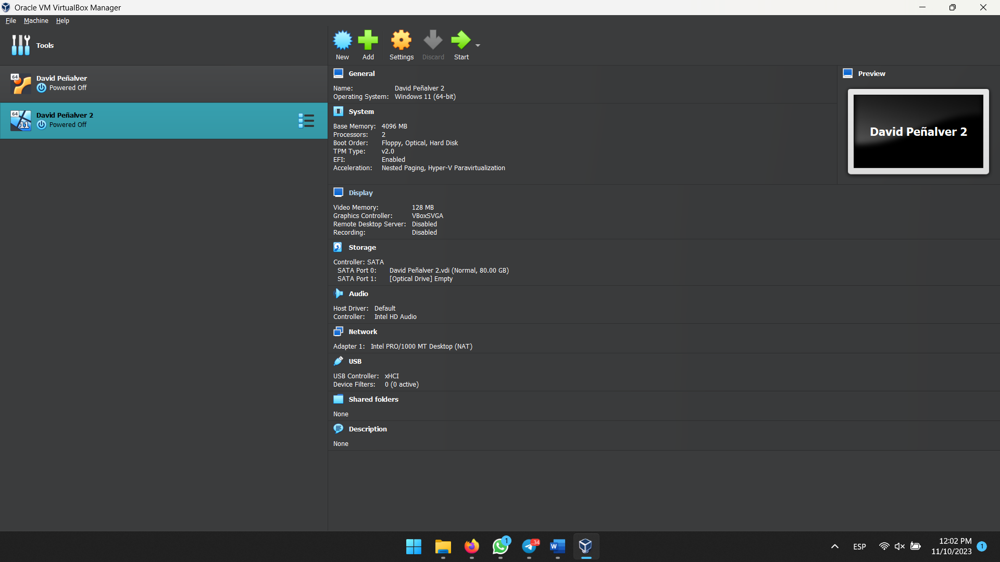 Oracle VM VirtualBox Manager
File Machine Help
Tools
New Add Settings Discard Start
64
David Peñalver
Powered Off
64
11
David Peñalver 2
Powered Off
General
Name: David Peñalver 2
Operating System: Windows 11 (64-bit)
Preview
David Peñalver 2
System
Base Memory: 4096 MB
Processors: 2
Boot Order: Floppy, Optical, Hard Disk
TPM Type: v2.0
EFI: Enabled
Acceleration: Nested Paging, Hyper-V Paravirtualization
Display
Video Memory: 128 MB
Graphics Controller: VBoxSVGA
Remote Desktop Server: Disabled
Recording: Disabled
Storage
Controller: SATA
SATA Port 0: David Peñalver 2.vdi (Normal, 80.00 GB)
SATA Port 1: [Optical Drive] Empty
Audio
Host Driver: Default
Controller: Intel HD Audio
Network
Adapter 1: Intel PRO/1000 MT Desktop (NAT)
USB
USB Controller: xHCI
Device Filters: 0 (0 active)
Shared folders
None
Description
None
1
..34
W
ESP
12:02 PM
11/10/2023
1